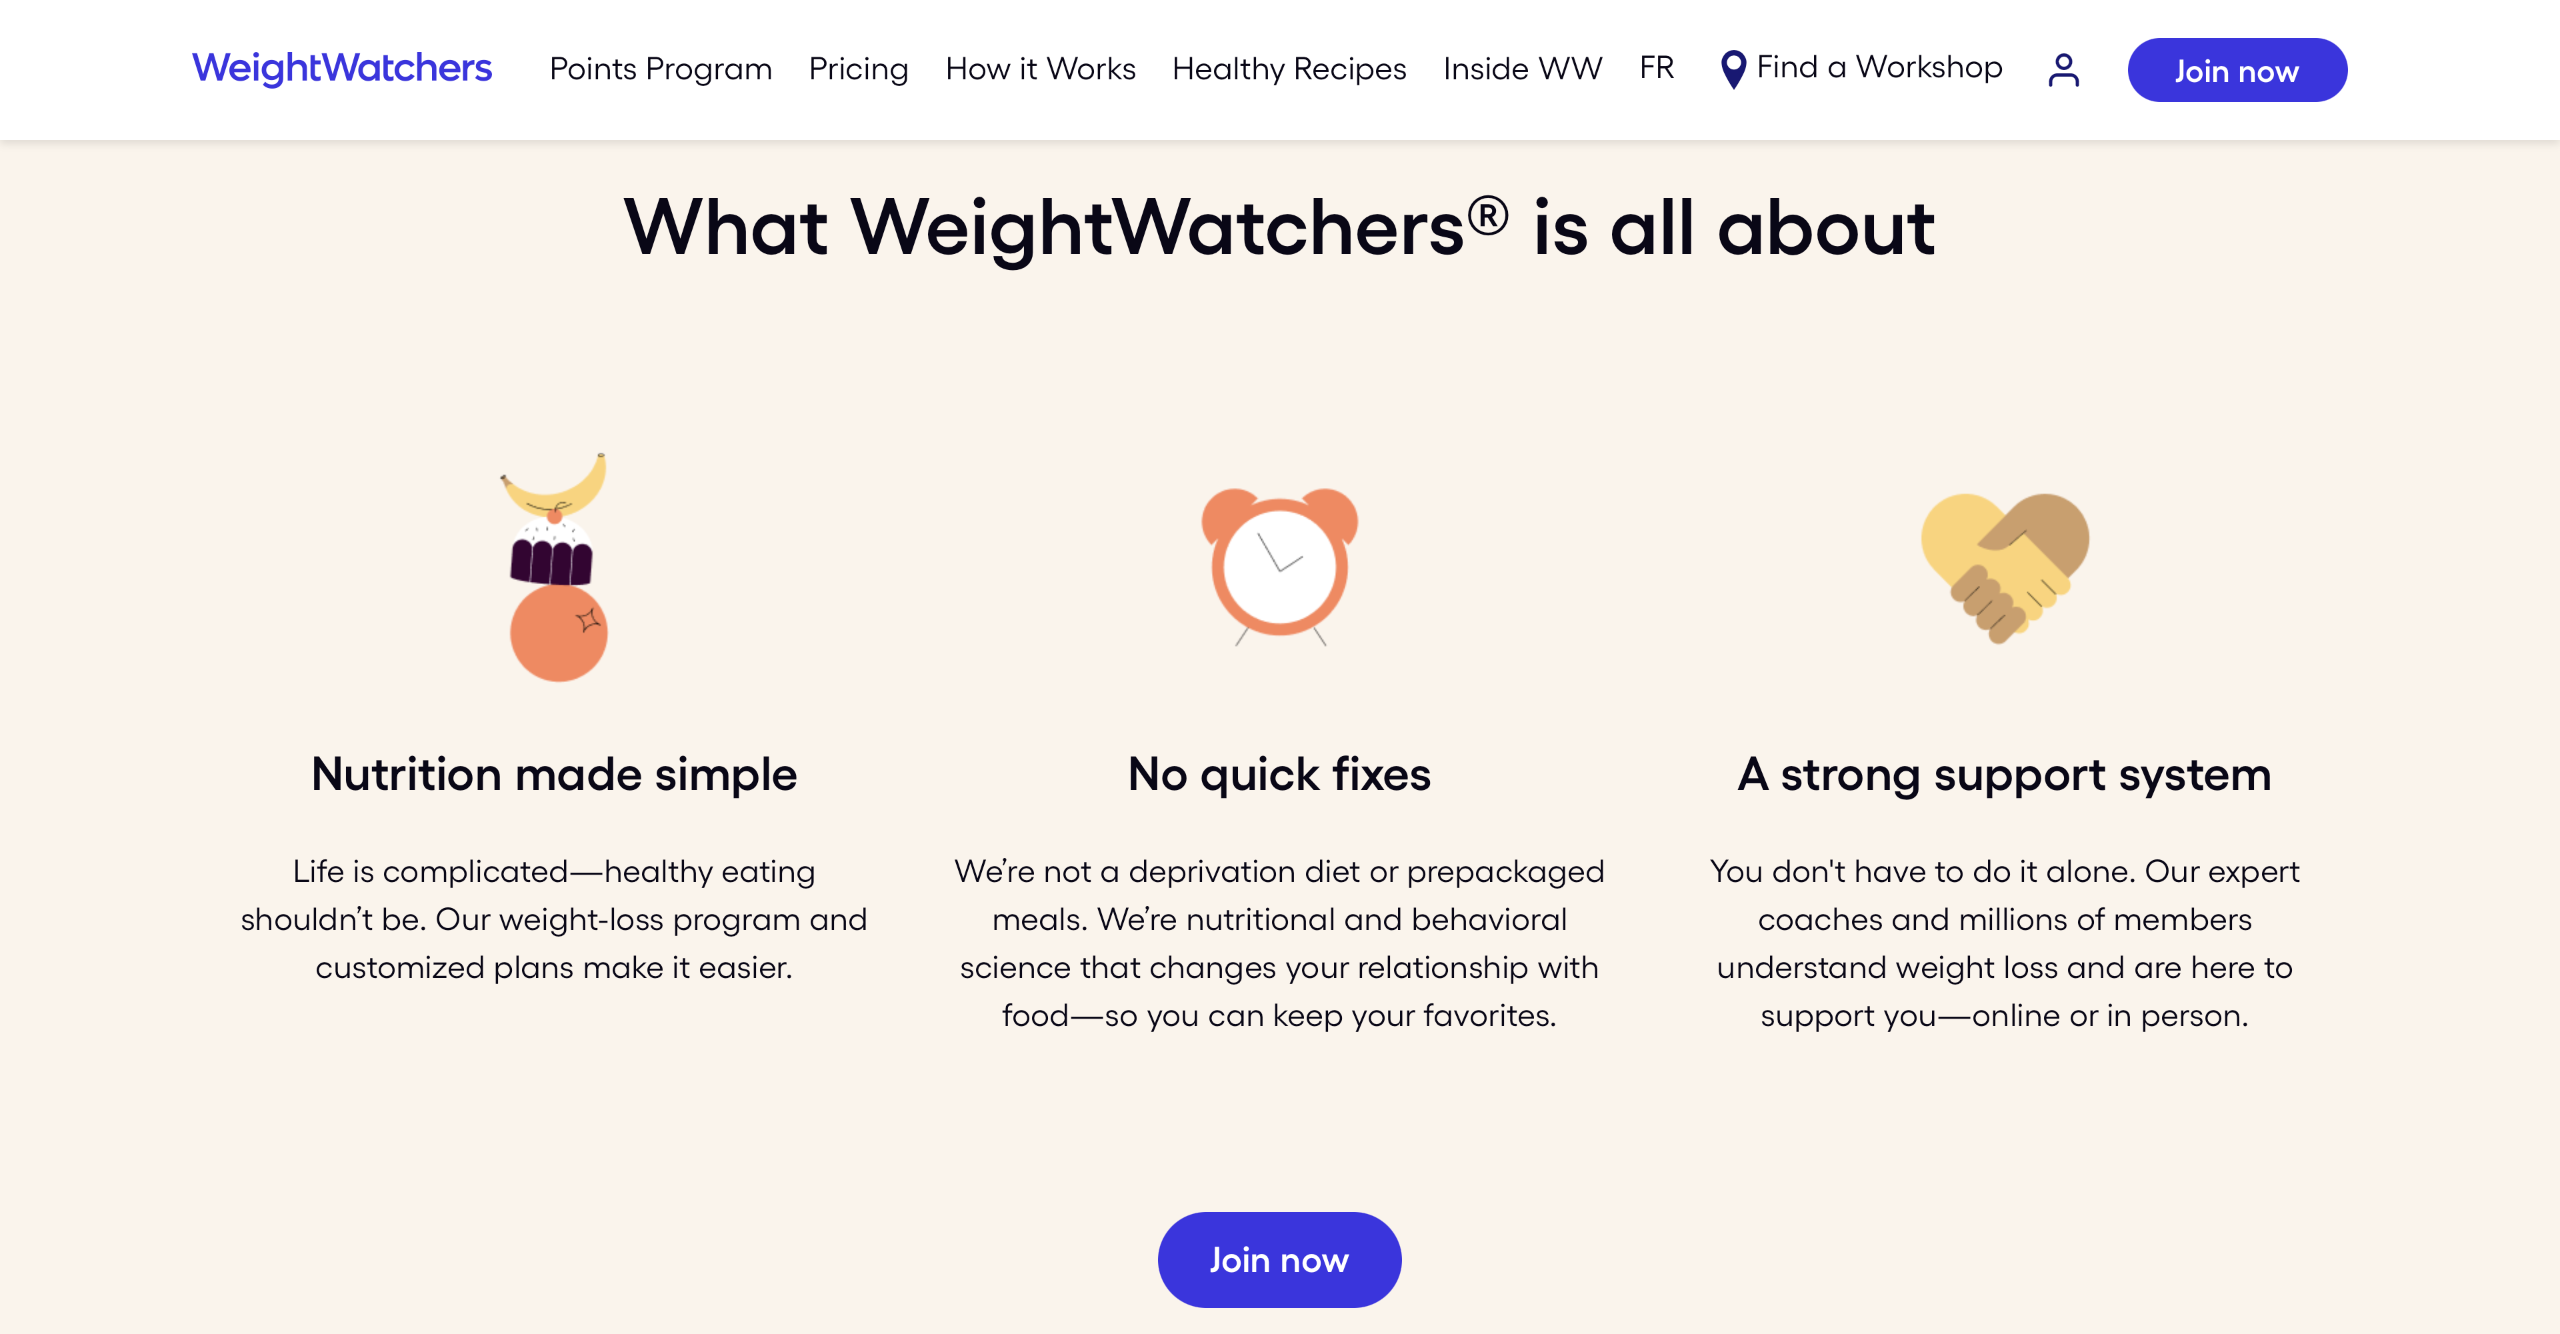 WeightWatchers Points Program Pricing How it Works Healthy Recipes Inside WW FR Find a Workshop Join now
What WeightWatchers® is all about
Nutrition made simple
Life is complicated—healthy eating
shouldn’t be. Our weight-loss program and
customized plans make it easier.
No quick fixes
We’re not a deprivation diet or prepackaged
meals. We’re nutritional and behavioral
science that changes your relationship with
food—so you can keep your favorites.
A strong support system
You don't have to do it alone. Our expert
coaches and millions of members
understand weight loss and are here to
support you—online or in person.
Join now